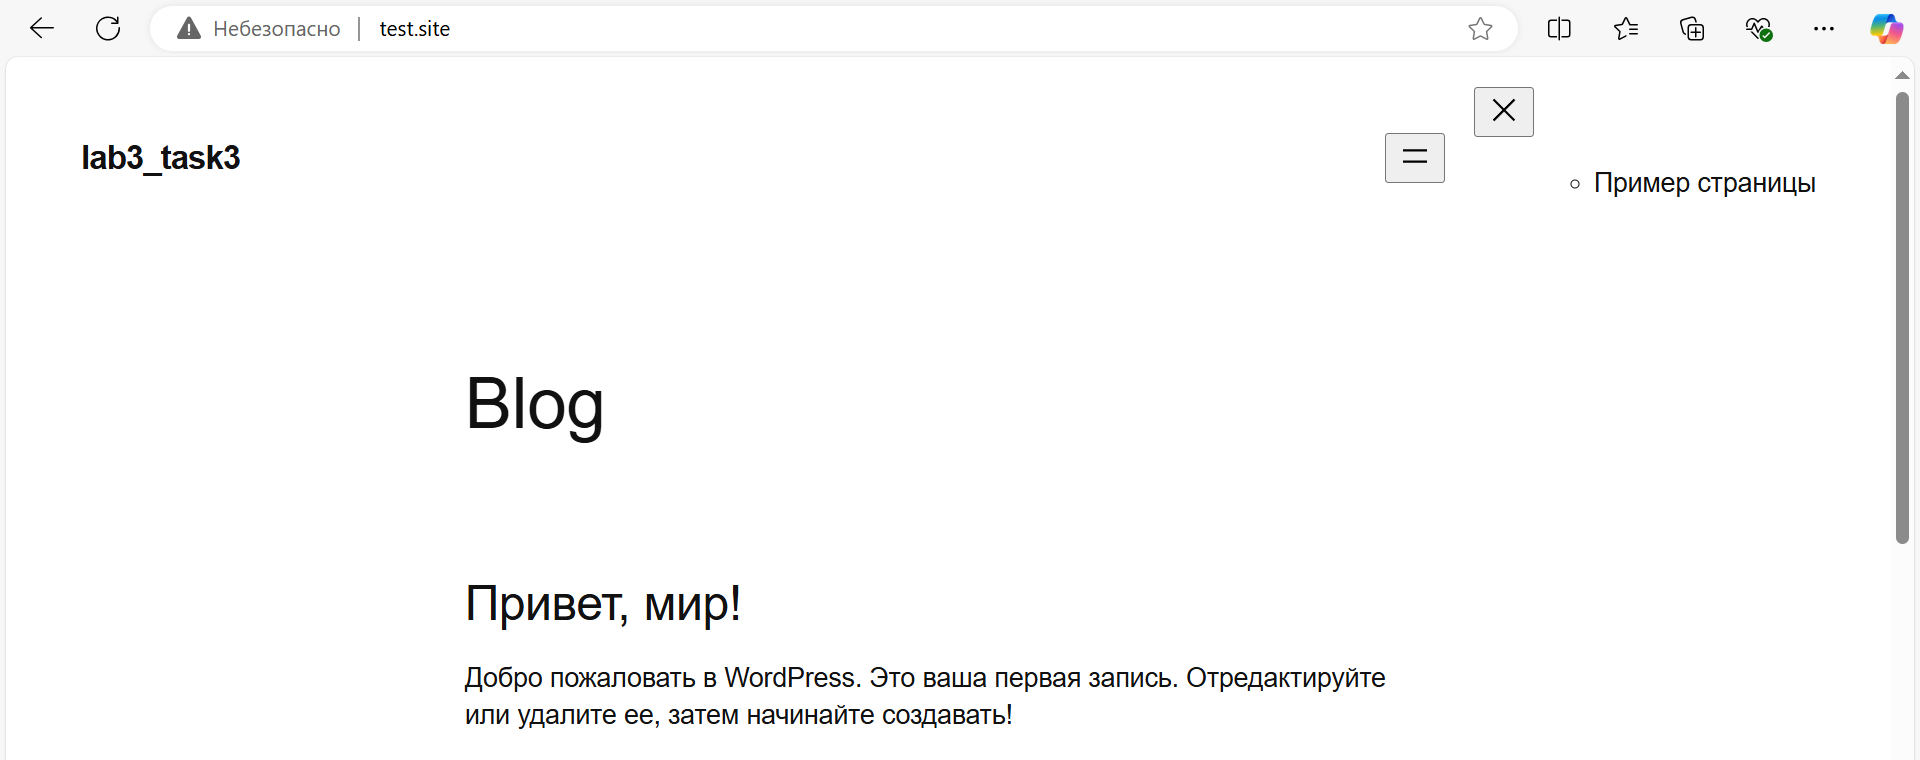 Небезопасно
test.site
lab3_task3
Пример страницы
Blog
Привет, мир!
Добро пожаловать в WordPress. Это ваша первая запись. Отредактируйте
или удалите ее, затем начинайте создавать!